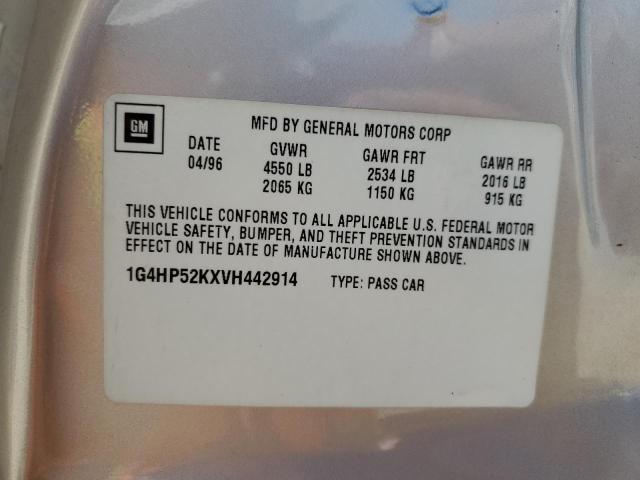 GM
MFD BY GENERAL MOTORS CORP
DATE GVWR GAWR FRT GAWR RR
04/96 4550 LB 2534 LB 2016 LB
2065 KG 1150 KG 915 KG
THIS VEHICLE CONFORMS TO ALL APPLICABLE U.S. FEDERAL MOTOR
VEHICLE SAFETY, BUMPER, AND THEFT PREVENTION STANDARDS IN
EFFECT ON THE DATE OF MANUFACTURE SHOWN ABOVE.
1G4HP52KXVH442914 TYPE: PASS CAR